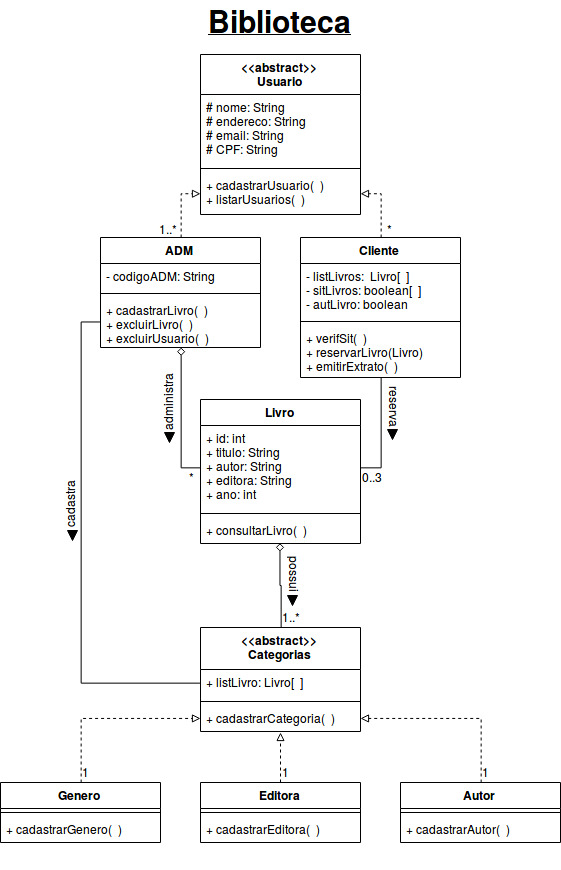 Biblioteca
<<abstract>>
Usuario
# nome: String
# endereco: String
# email: String
# CPF: String
+ cadastrarUsuario( )
+ listarUsuarios( )
1..*
*
ADM
- codigoADM: String
+ cadastrarLivro( )
+ excluirLivro( )
+ excluirUsuario( )
Cliente
- listLivros: Livro[ ]
- sitLivros: boolean[ ]
- autLivro: boolean
+ verifSit( )
+ reservarLivro(Livro)
+ emitirExtrato( )
administra
reserva
*
0..3
Livro
+ id: int
+ titulo: String
+ autor: String
+ editora: String
+ ano: int
+ consultarLivro( )
cadastra
possui
1..*
<<abstract>>
Categorias
+ listLivro: Livro[ ]
+ cadastrarCategoria( )
1
1
1
Genero
+ cadastrarGenero( )
Editora
+ cadastrarEditora( )
Autor
+ cadastrarAutor( )